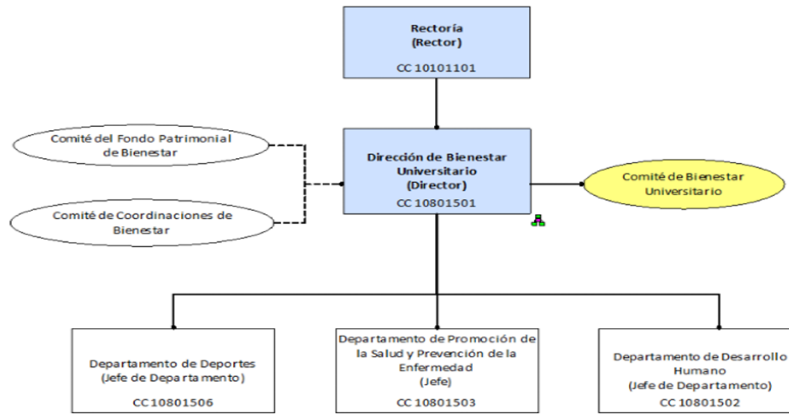 Rectoría
(Rector)
CC 10101101
Comité del Fondo Patrimonial
de Bienestar
Dirección de Bienestar
Universitario
(Director)
CC 10801501
Comité de Bienestar
Universitario
Comité de Coordinaciones de
Bienestar
Departamento de Deportes
(Jefe de Departamento)
CC 10801506
Departamento de Promoción de
la Salud y Prevención de la
Enfermedad
(Jefe)
CC 10801503
Departamento de Desarrollo
Humano
(Jefe de Departamento)
CC 10801502